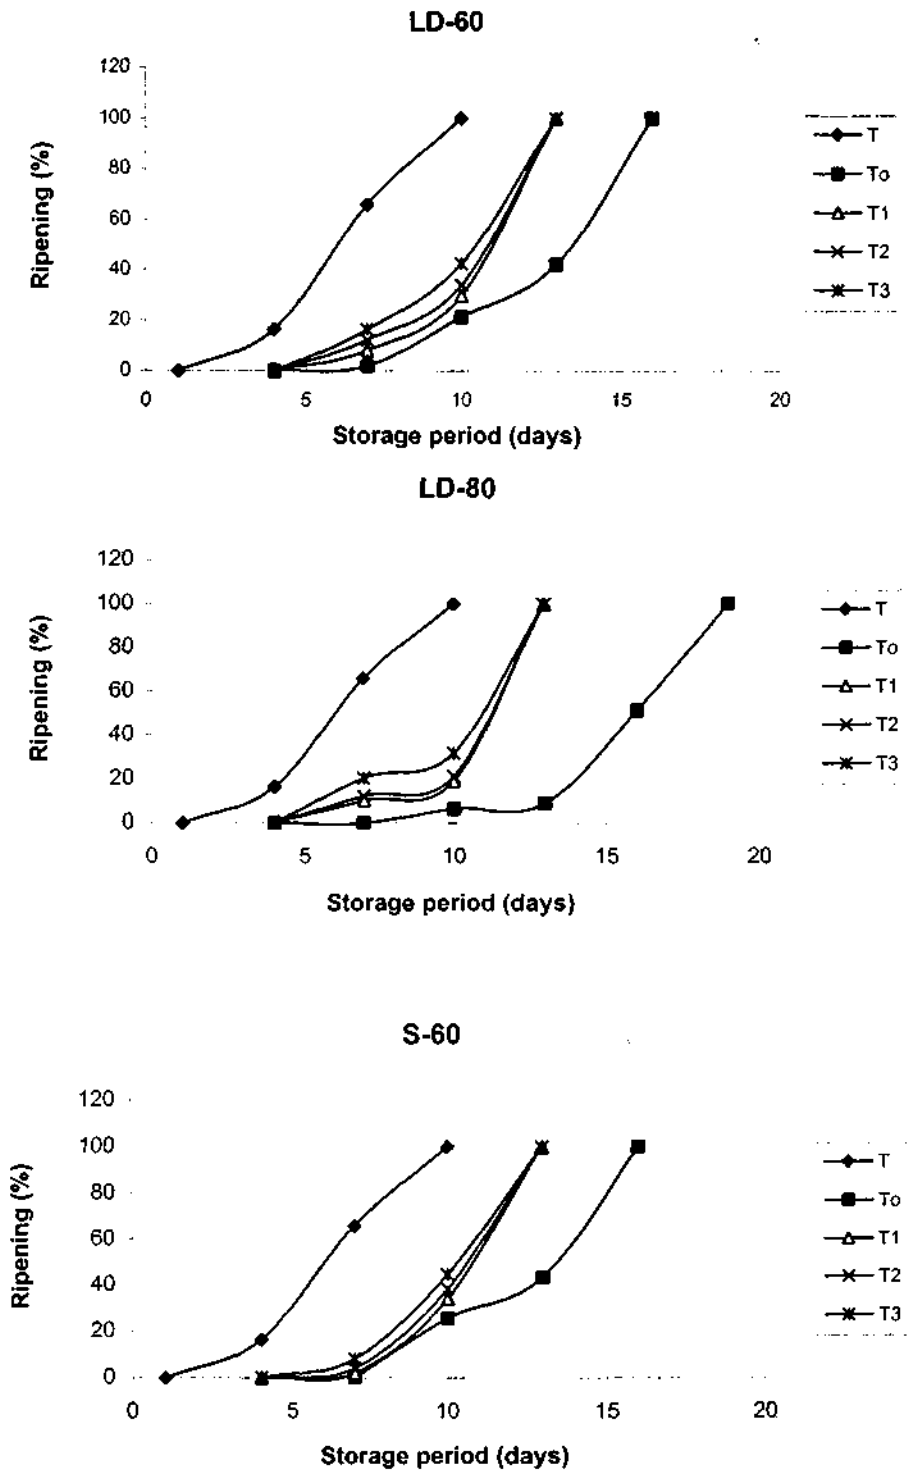 LD-60
120
100
80
60
40
20
0
Ripening (%)
0 5 10 15 20
Storage period (days)
T
To
T1
T2
T3
LD-80
120
100
80
60
40
20
0
Ripening (%)
0 5 10 15 20
Storage period (days)
T
To
T1
T2
T3
S-60
120
100
80
60
40
20
0
Ripening (%)
0 5 10 15 20
Storage period (days)
T
To
T1
T2
T3